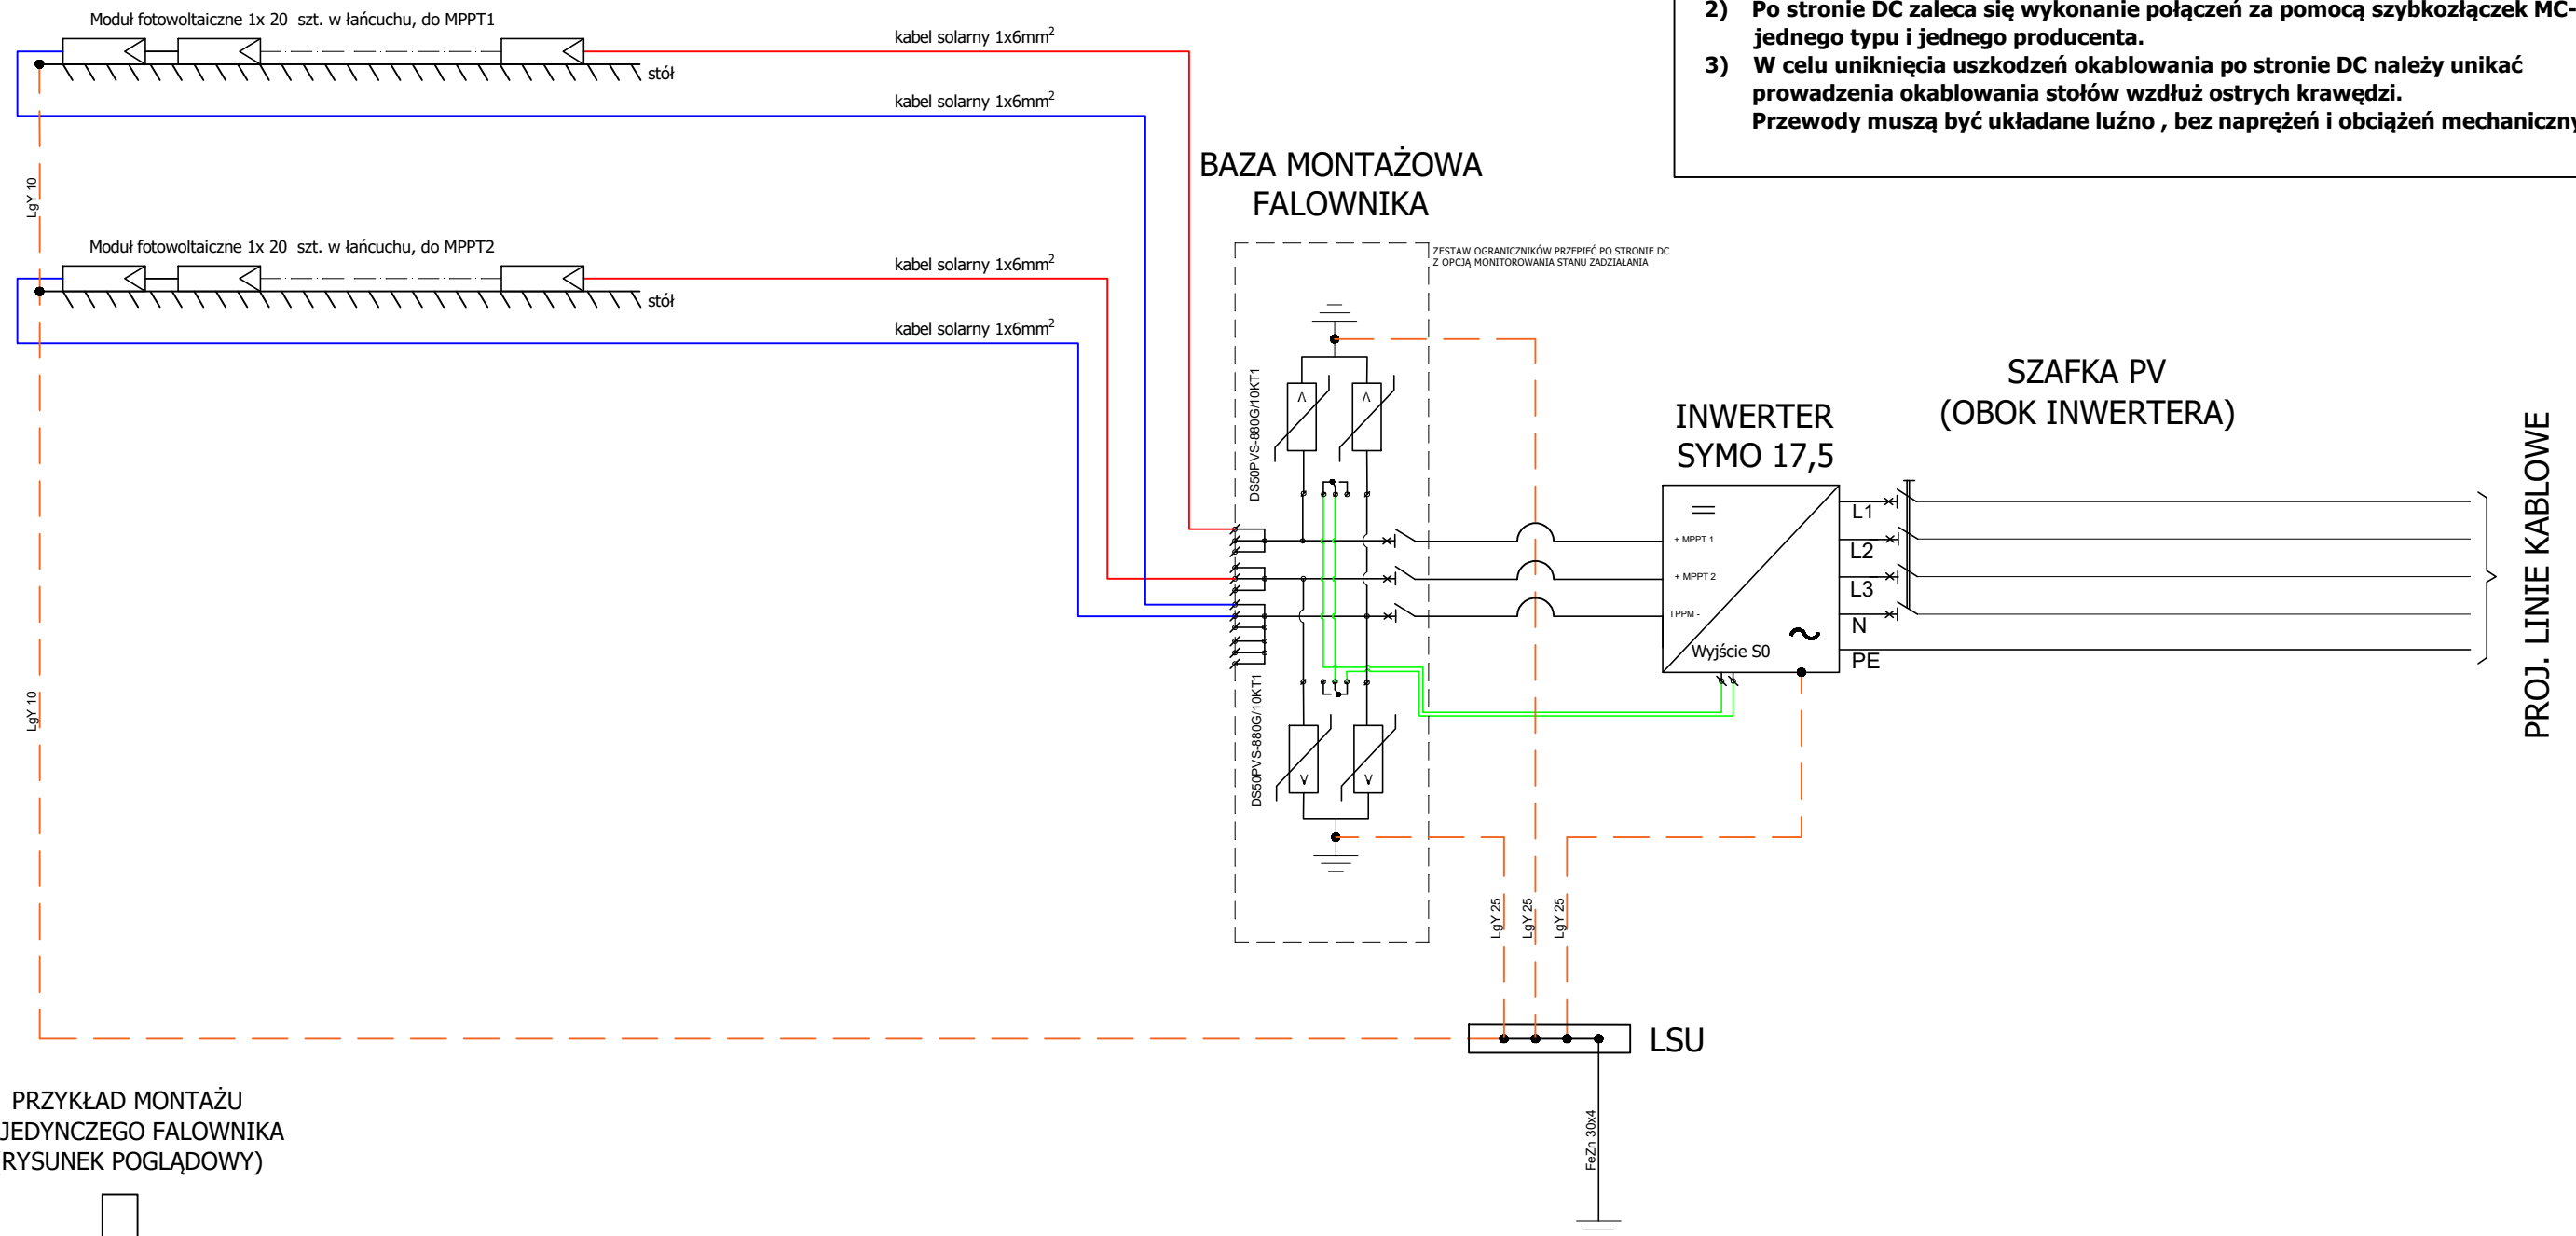 Moduł fotowoltaiczne 1x 20 szt. w łańcuchu, do MPPT1
kabel solarny 1x6mm²
stół
kabel solarny 1x6mm²
LgY 10
Moduł fotowoltaiczne 1x 20 szt. w łańcuchu, do MPPT2
kabel solarny 1x6mm²
stół
kabel solarny 1x6mm²
LgY 10
2) Po stronie DC zaleca się wykonanie połączeń za pomocą szybkozłączek MC-
jednego typu i jednego producenta.
3) W celu uniknięcia uszkodzeń okablowania po stronie DC należy unikać
prowadzenia okablowania stołów wzdłuż ostrych krawędzi.
Przewody muszą być układane luźno , bez naprężeń i obciążeń mechaniczny
BAZA MONTAŻOWA
FALOWNIKA
ZESTAW OGRANICZNIKÓW PRZEPIEĆ PO STRONIE DC
Z OPCJĄ MONITOROWANIA STANU ZADZIAŁANIA
DS50PVS-880G/10KT1
DS50PVS-880G/10KT1
INWERTER
SYMO 17,5
+ MPPT 1
+ MPPT 2
TPPM -
Wyjście S0
SZAFKA PV
(OBOK INWERTERA)
L1
L2
L3
N
PE
PROJ. LINIE KABLOWE
LgY 25
LgY 25
LgY 25
LSU
FeZn 30x4
PRZYKŁAD MONTAŻU
JEDYNCZEGO FALOWNIKA
RYSUNEK POGLĄDOWY)